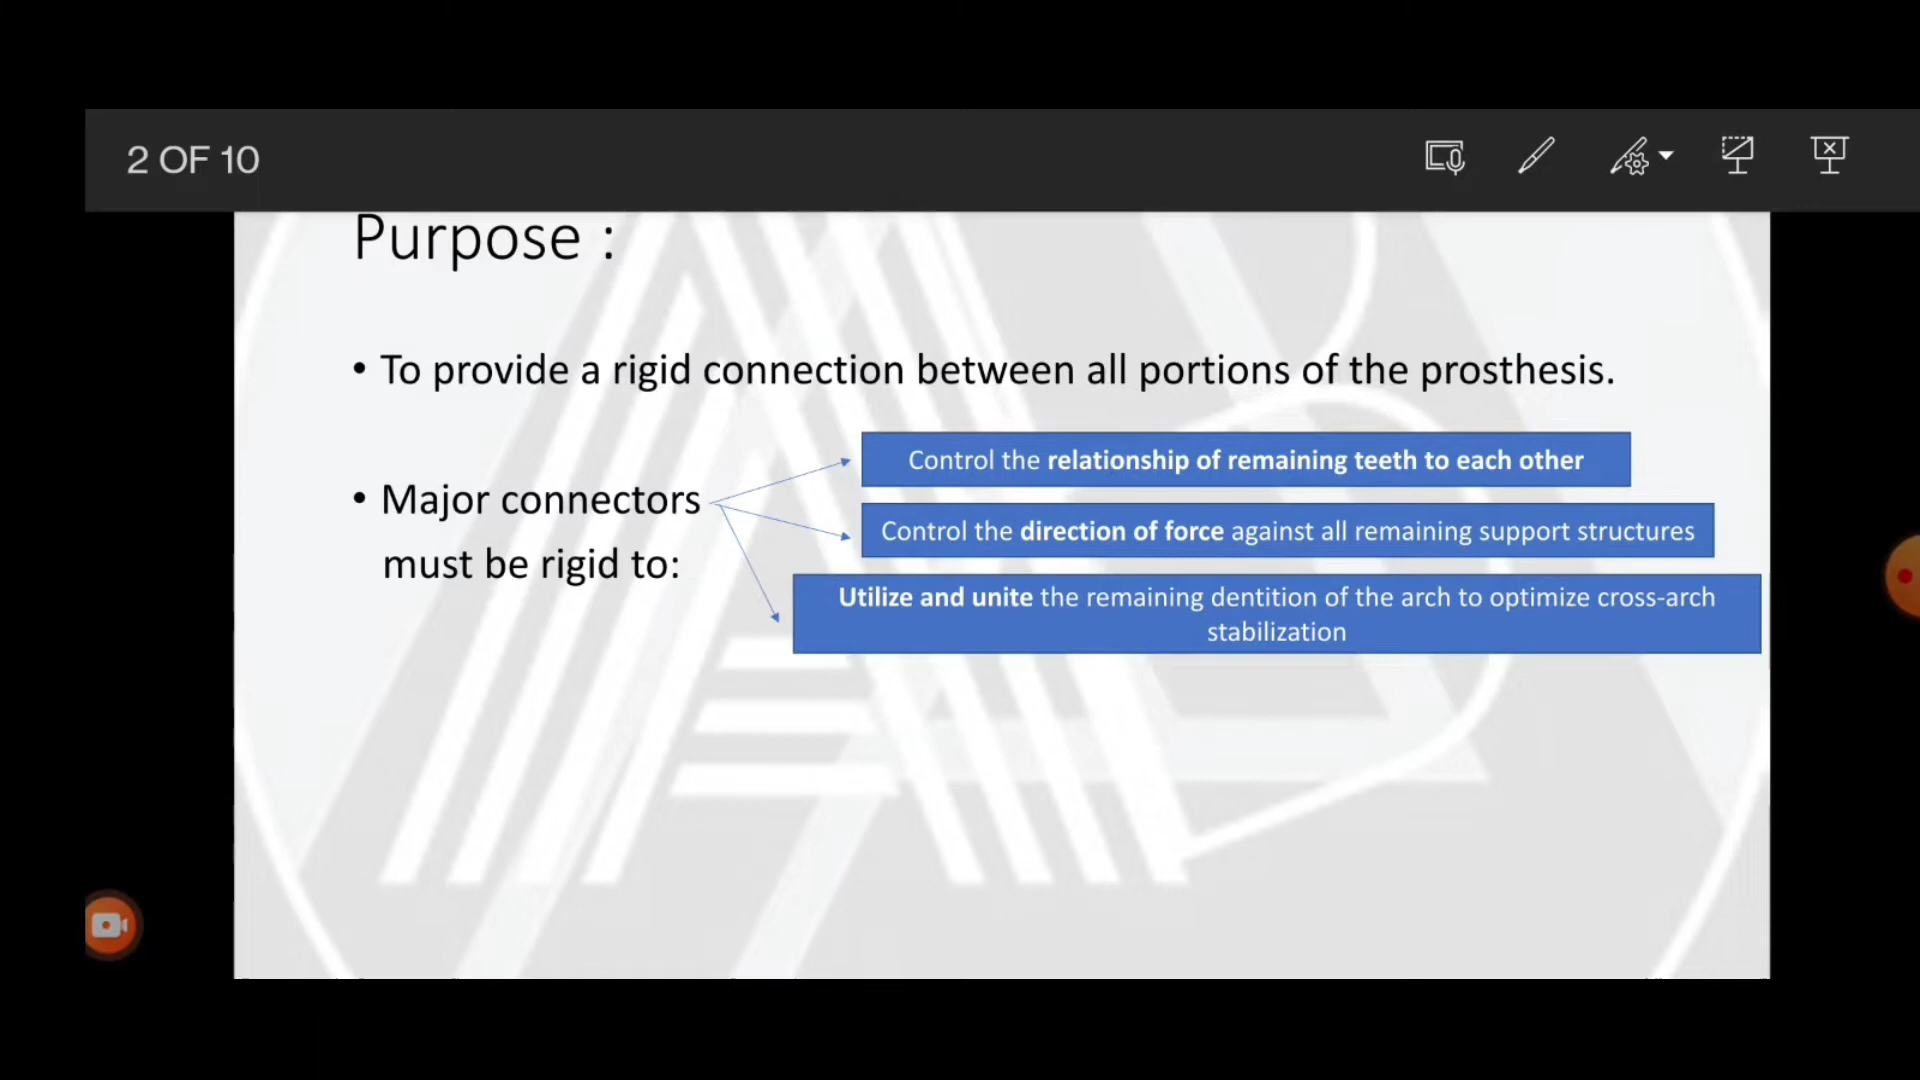 2 OF 10
Purpose :
• To provide a rigid connection between all portions of the prosthesis.
• Major connectors
must be rigid to:
Control the relationship of remaining teeth to each other
Control the direction of force against all remaining support structures
Utilize and unite the remaining dentition of the arch to optimize cross-arch
stabilization